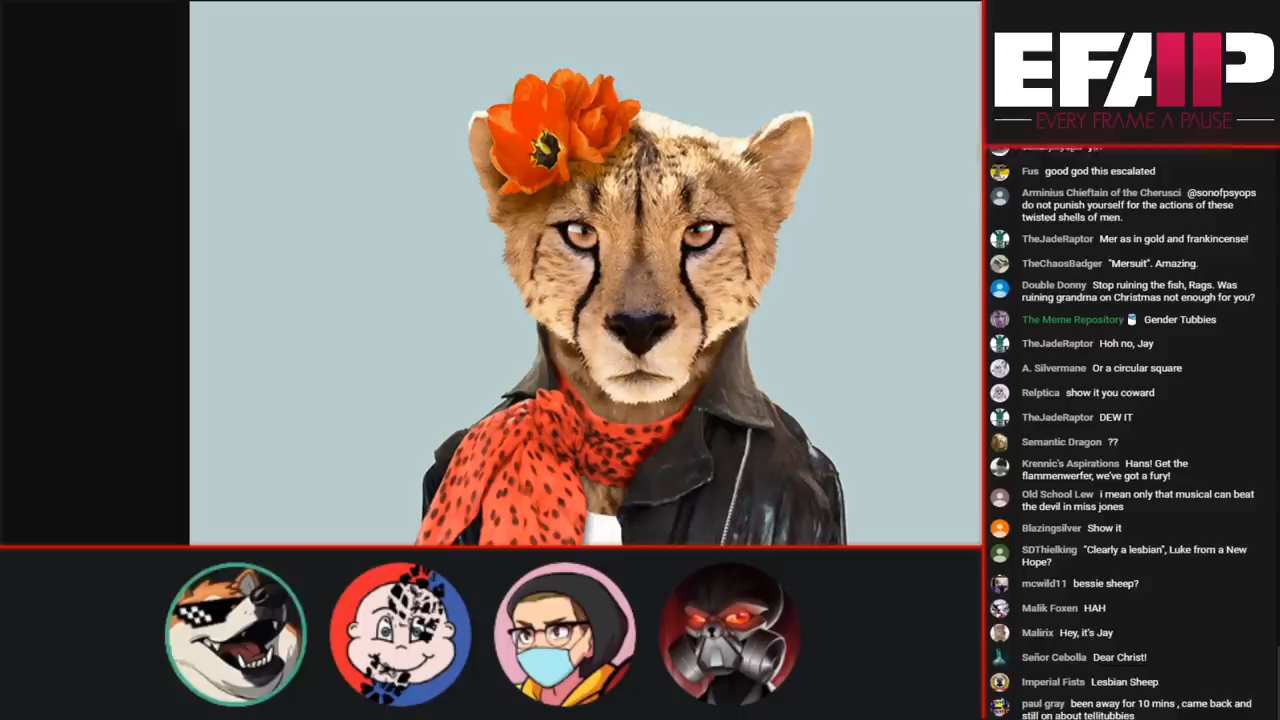 EFAP
EVERY FRAME A PAUSE
Fus good god this escalated
Arminius Chieftain of the Cherusci @sonofpsyops
do not punish yourself for the actions of these
twisted shells of men.
TheJadeRaptor Mer as in gold and frankincense!
TheChaosBadger "Mersuit". Amazing.
Double Donny Stop ruining the fish, Rags. Was
ruining grandma on Christmas not enough for you?
The Meme Repository Gender Tubbies
TheJadeRaptor Hoh no, Jay
A. Silvermane Or a circular square
Relptica show it you coward
TheJadeRaptor DEW IT
Semantic Dragon ??
Krennic's Aspirations Hans! Get the
flammenwerfer, we've got a fury!
Old School Lew i mean only that musical can beat
the devil in miss jones
Blazingsilver Show it
SDThielking "Clearly a lesbian", Luke from a New
Hope?
mcwild11 bessie sheep?
Malik Foxen HAH
Malirix Hey, it's Jay
Señor Cebolla Dear Christ!
Imperial Fists Lesbian Sheep
paul gray been away for 10 mins , came back and
still on about tellitubbies